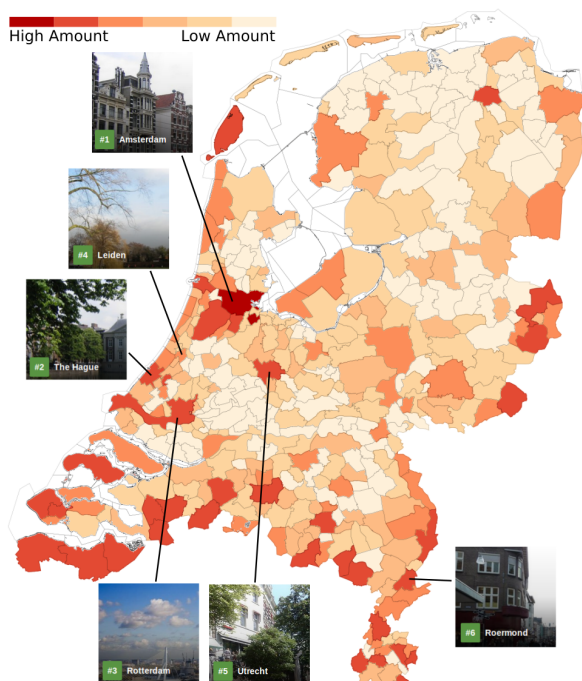 High Amount Low Amount
#1 Amsterdam
#4 Leiden
#2 The Hague
#3 Rotterdam
#5 Utrecht
#6 Roermond